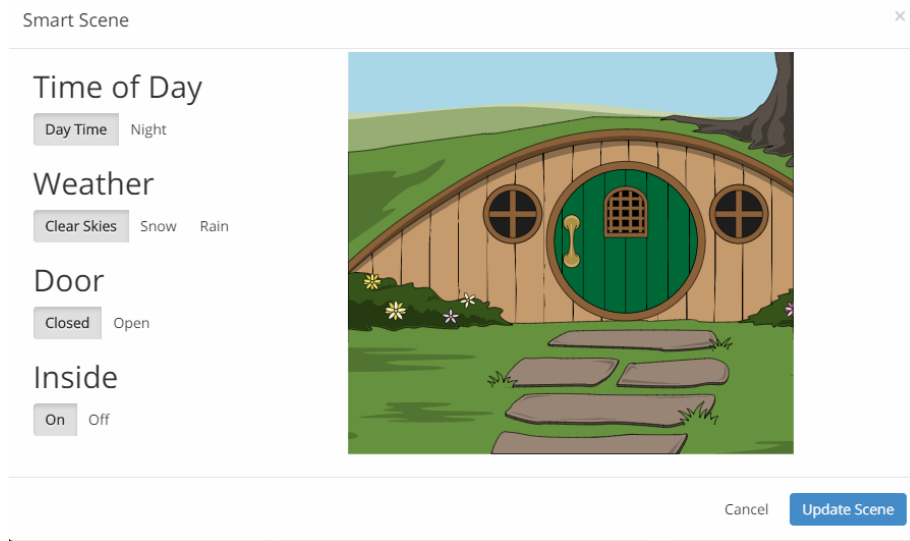 Smart Scene ×
Time of Day
Day Time Night
Weather
Clear Skies Snow Rain
Door
Closed Open
Inside
On Off
Cancel Update Scene